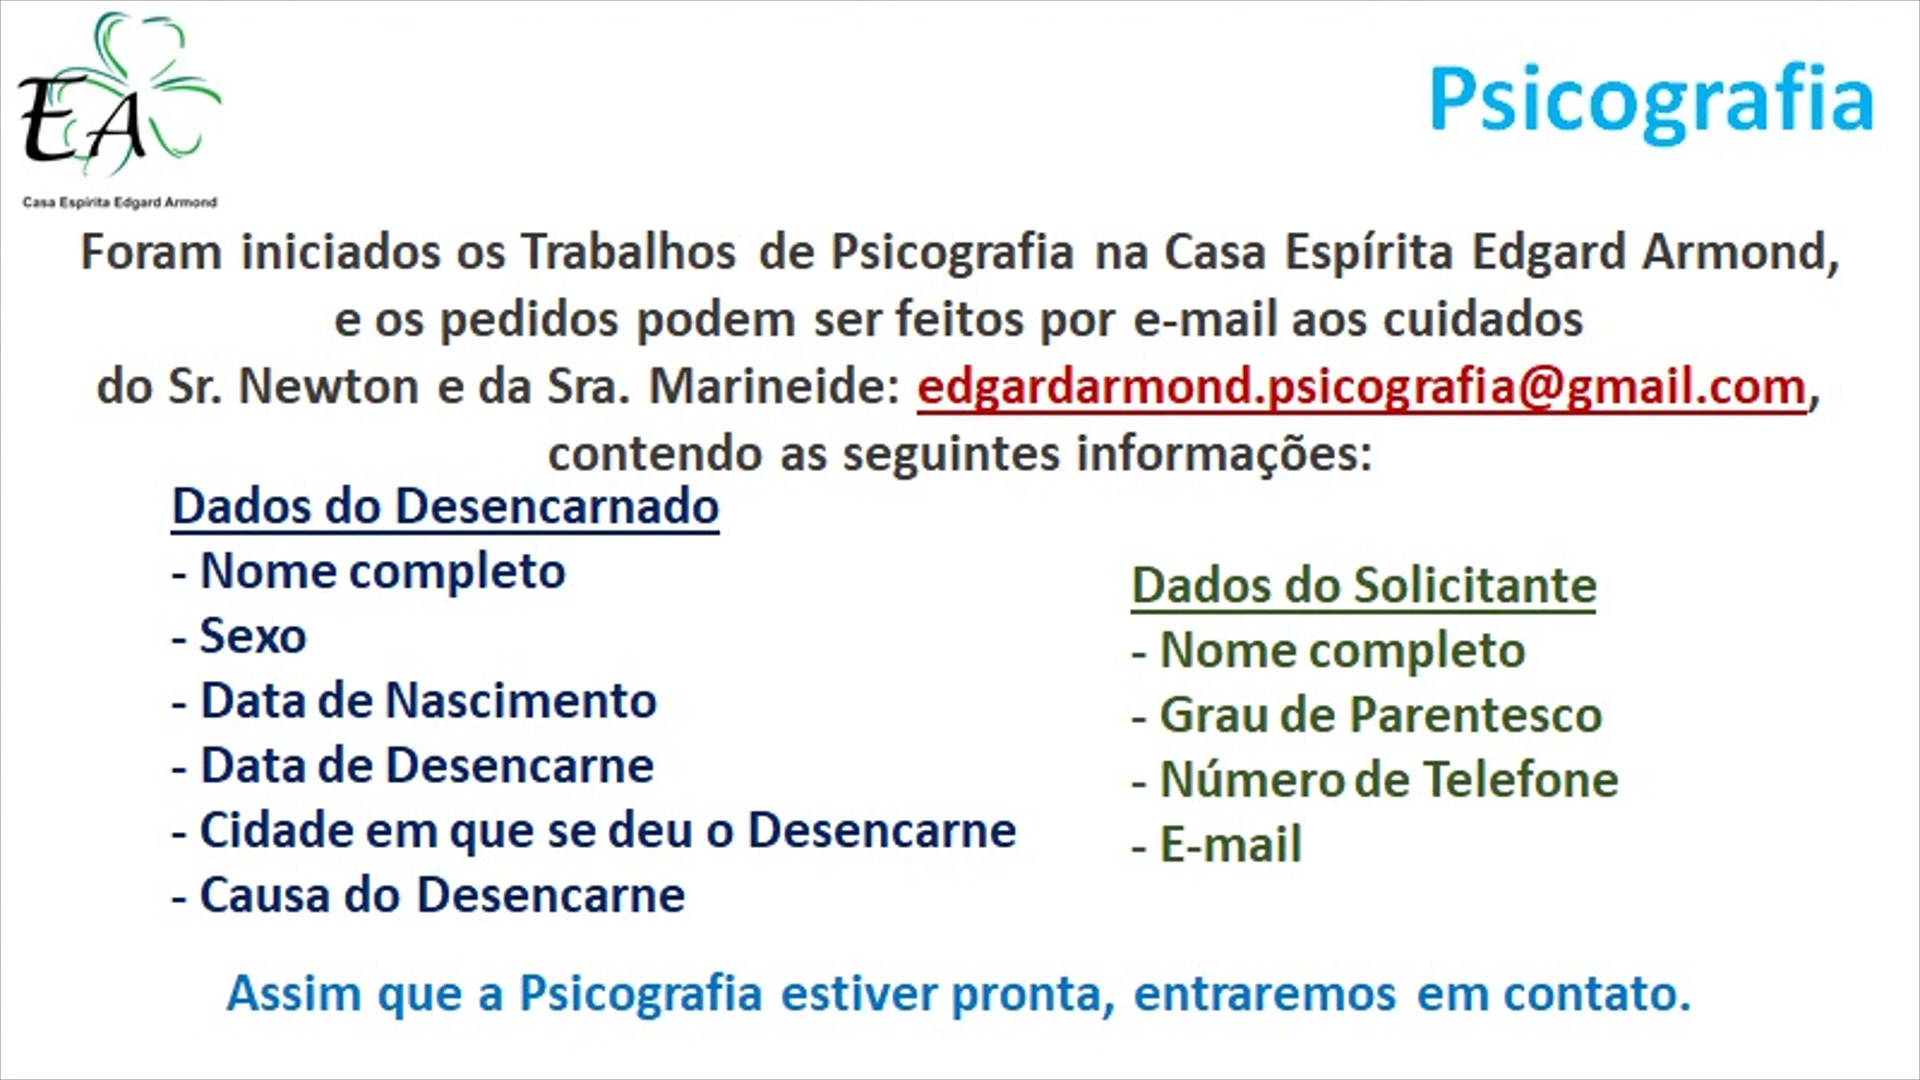 EA
Casa Espírita Edgard Armond
Psicografia
Foram iniciados os Trabalhos de Psicografia na Casa Espírita Edgard Armond,
e os pedidos podem ser feitos por e-mail aos cuidados
do Sr. Newton e da Sra. Marineide: edgardarmond.psicografia@gmail.com,
contendo as seguintes informações:
Dados do Desencarnado
- Nome completo
- Sexo
- Data de Nascimento
- Data de Desencarne
- Cidade em que se deu o Desencarne
- Causa do Desencarne
Dados do Solicitante
- Nome completo
- Grau de Parentesco
- Número de Telefone
- E-mail
Assim que a Psicografia estiver pronta, entraremos em contato.